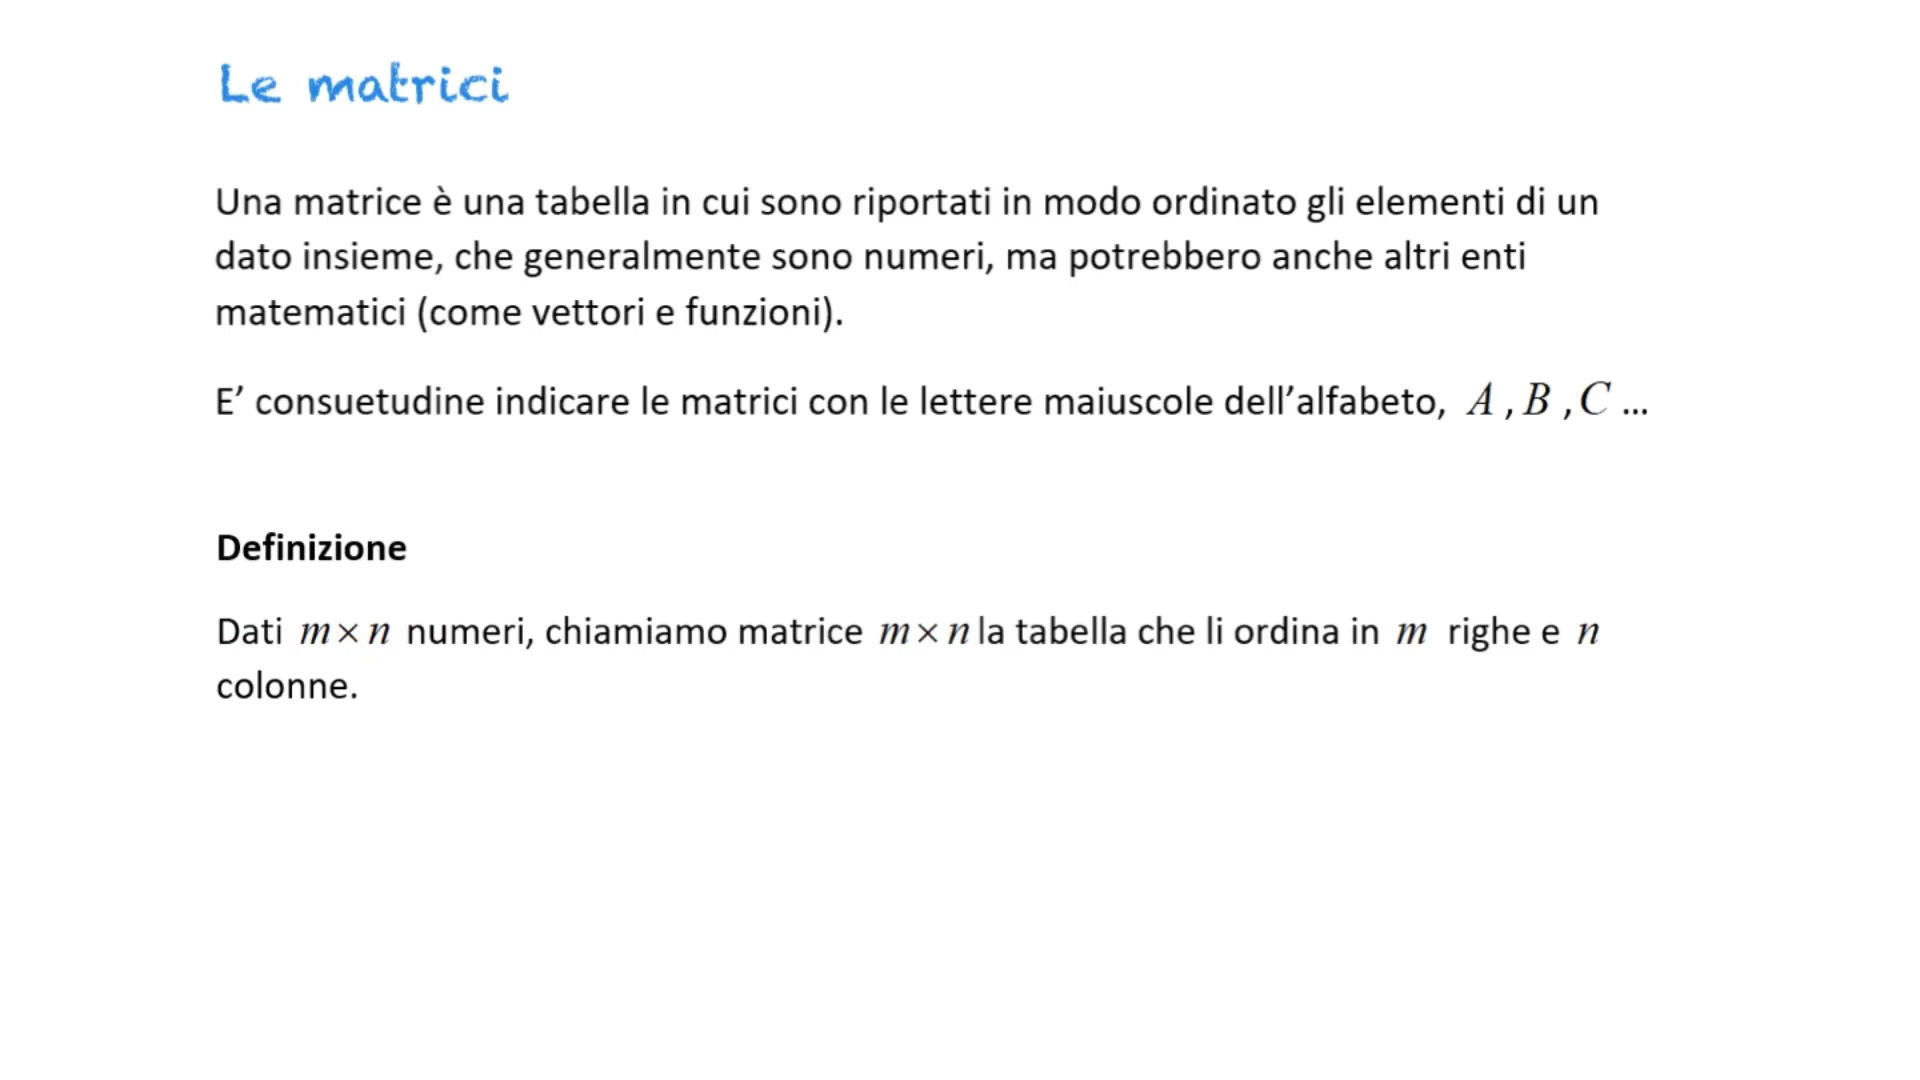 Le matrici
Una matrice è una tabella in cui sono riportati in modo ordinato gli elementi di un
dato insieme, che generalmente sono numeri, ma potrebbero anche altri enti
matematici (come vettori e funzioni).
E’ consuetudine indicare le matrici con le lettere maiuscole dell’alfabeto, A , B , C ...
Definizione
Dati m × n numeri, chiamiamo matrice m × n la tabella che li ordina in m righe e n
colonne.